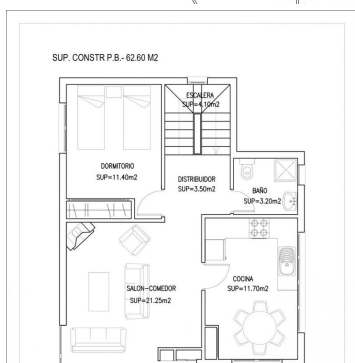 SUP. CONSTR P.B.- 62.60 M2
ESCALERA
SUP=4.10m2
DORMITORIO
SUP=11.40m2
DISTRIBUIDOR
SUP=3.50m2
BAÑO
SUP=3.20m2
COCINA
SUP=11.70m2
SALON-COMEDOR
SUP=21.25m2